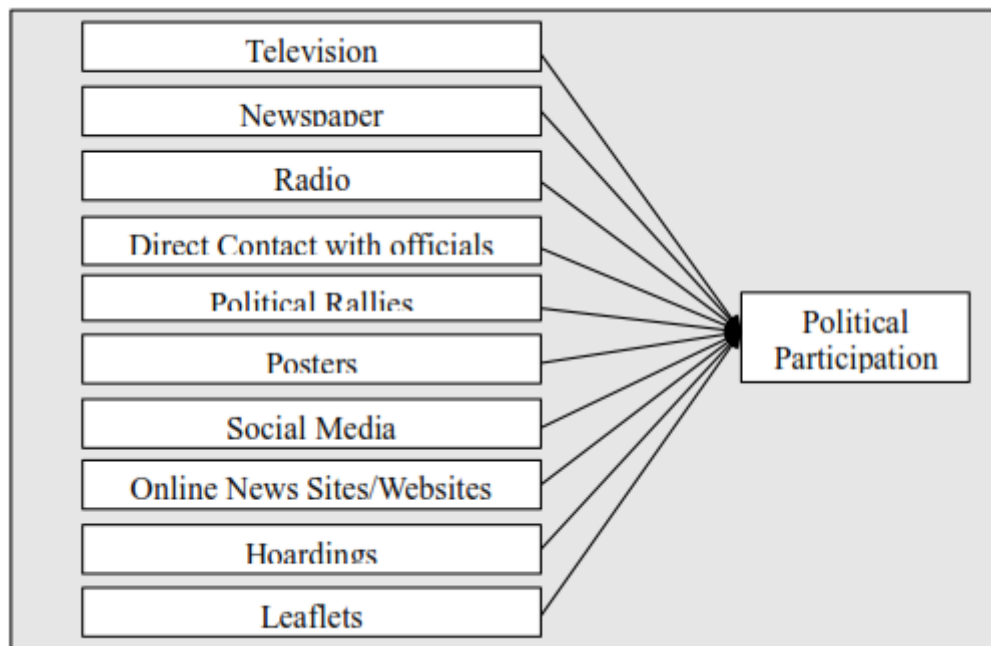 Television
Newspaper
Radio
Direct Contact with officials
Political Rallies
Posters
Social Media
Online News Sites/Websites
Hoardings
Leaflets
Political
Participation